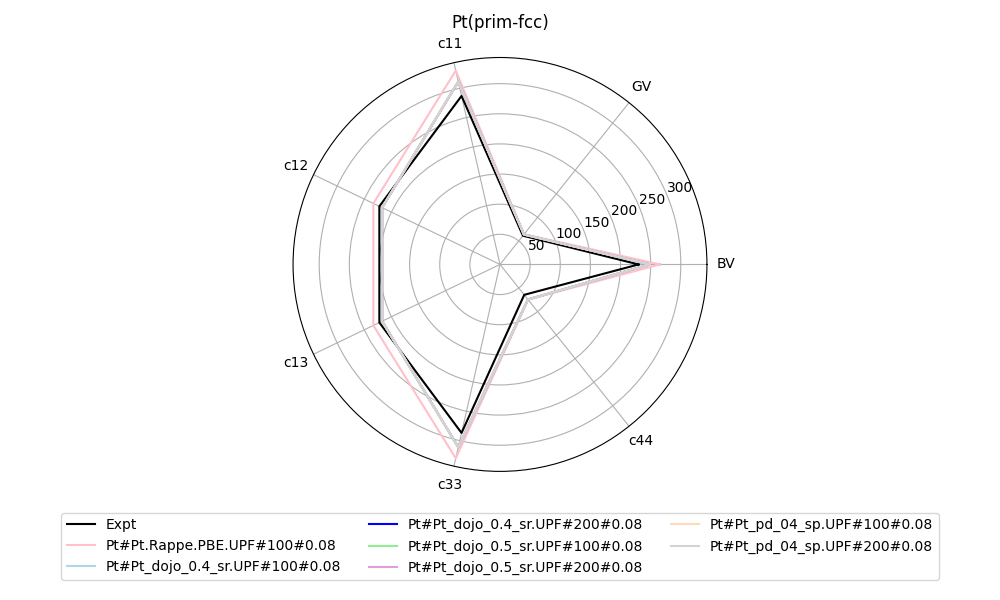 Pt(prim-fcc)
c11
GV
c12
300
250
200
150
100
50
BV
c13
c44
c33
Expt
Pt#Pt.Rappe.PBE.UPF#100#0.08
Pt#Pt_dojo_0.4_sr.UPF#100#0.08
Pt#Pt_dojo_0.4_sr.UPF#200#0.08
Pt#Pt_dojo_0.5_sr.UPF#100#0.08
Pt#Pt_dojo_0.5_sr.UPF#200#0.08
Pt#Pt_pd_04_sp.UPF#100#0.08
Pt#Pt_pd_04_sp.UPF#200#0.08